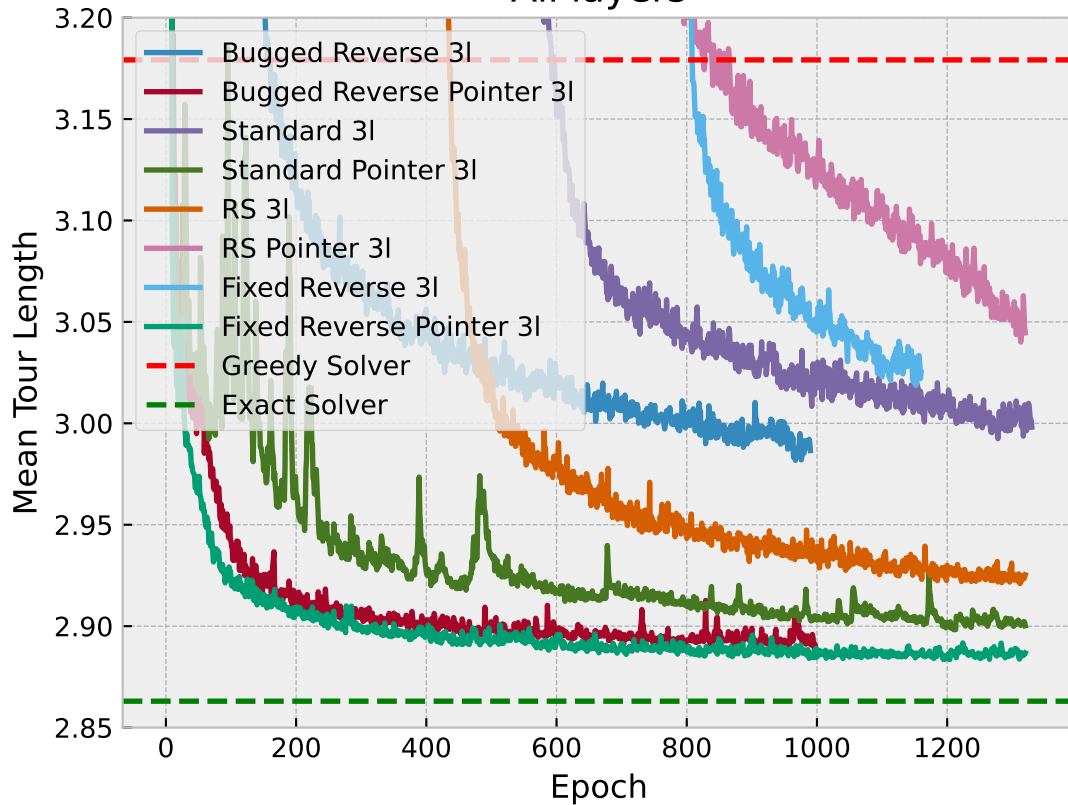 All layers
3.20
3.15
3.10
3.05
3.00
2.95
2.90
2.85
Mean Tour Length
Bugged Reverse 3l
Bugged Reverse Pointer 3l
Standard 3l
Standard Pointer 3l
RS 3l
RS Pointer 3l
Fixed Reverse 3l
Fixed Reverse Pointer 3l
Greedy Solver
Exact Solver
0 200 400 600 800 1000 1200
Epoch